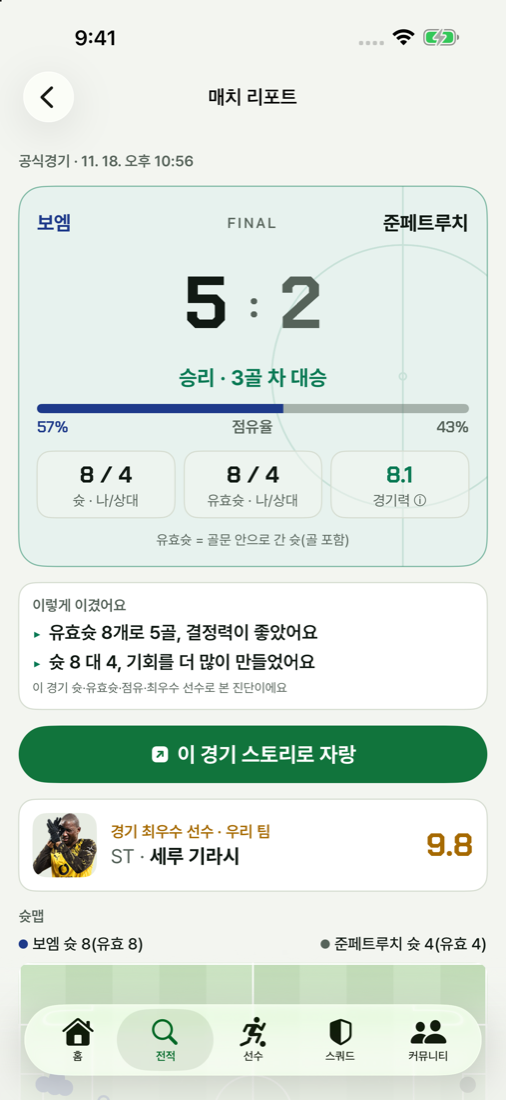 9:41
매치 리포트
공식경기 · 11. 18. 오후 10:56
보엠 FINAL 준페트루치
5 : 2
승리 · 3골 차 대승
57% 점유율 43%
8 / 4 8 / 4 8.1
슛 · 나/상대 유효슛 · 나/상대 경기력 ⓘ
유효슛 = 골문 안으로 간 슛(골 포함)
이렇게 이겼어요
▸ 유효슛 8개로 5골, 결정력이 좋았어요
▸ 슛 8 대 4, 기회를 더 많이 만들었어요
이 경기 슛·유효슛·점유·최우수 선수로 본 진단이에요
이 경기 스토리로 자랑
경기 최우수 선수 · 우리 팀
ST · 세루 기라시
9.8
슛맵
보엠 슛 8(유효 8) 준페트루치 슛 4(유효 4)
홈 전적 선수 스쿼드 커뮤니티